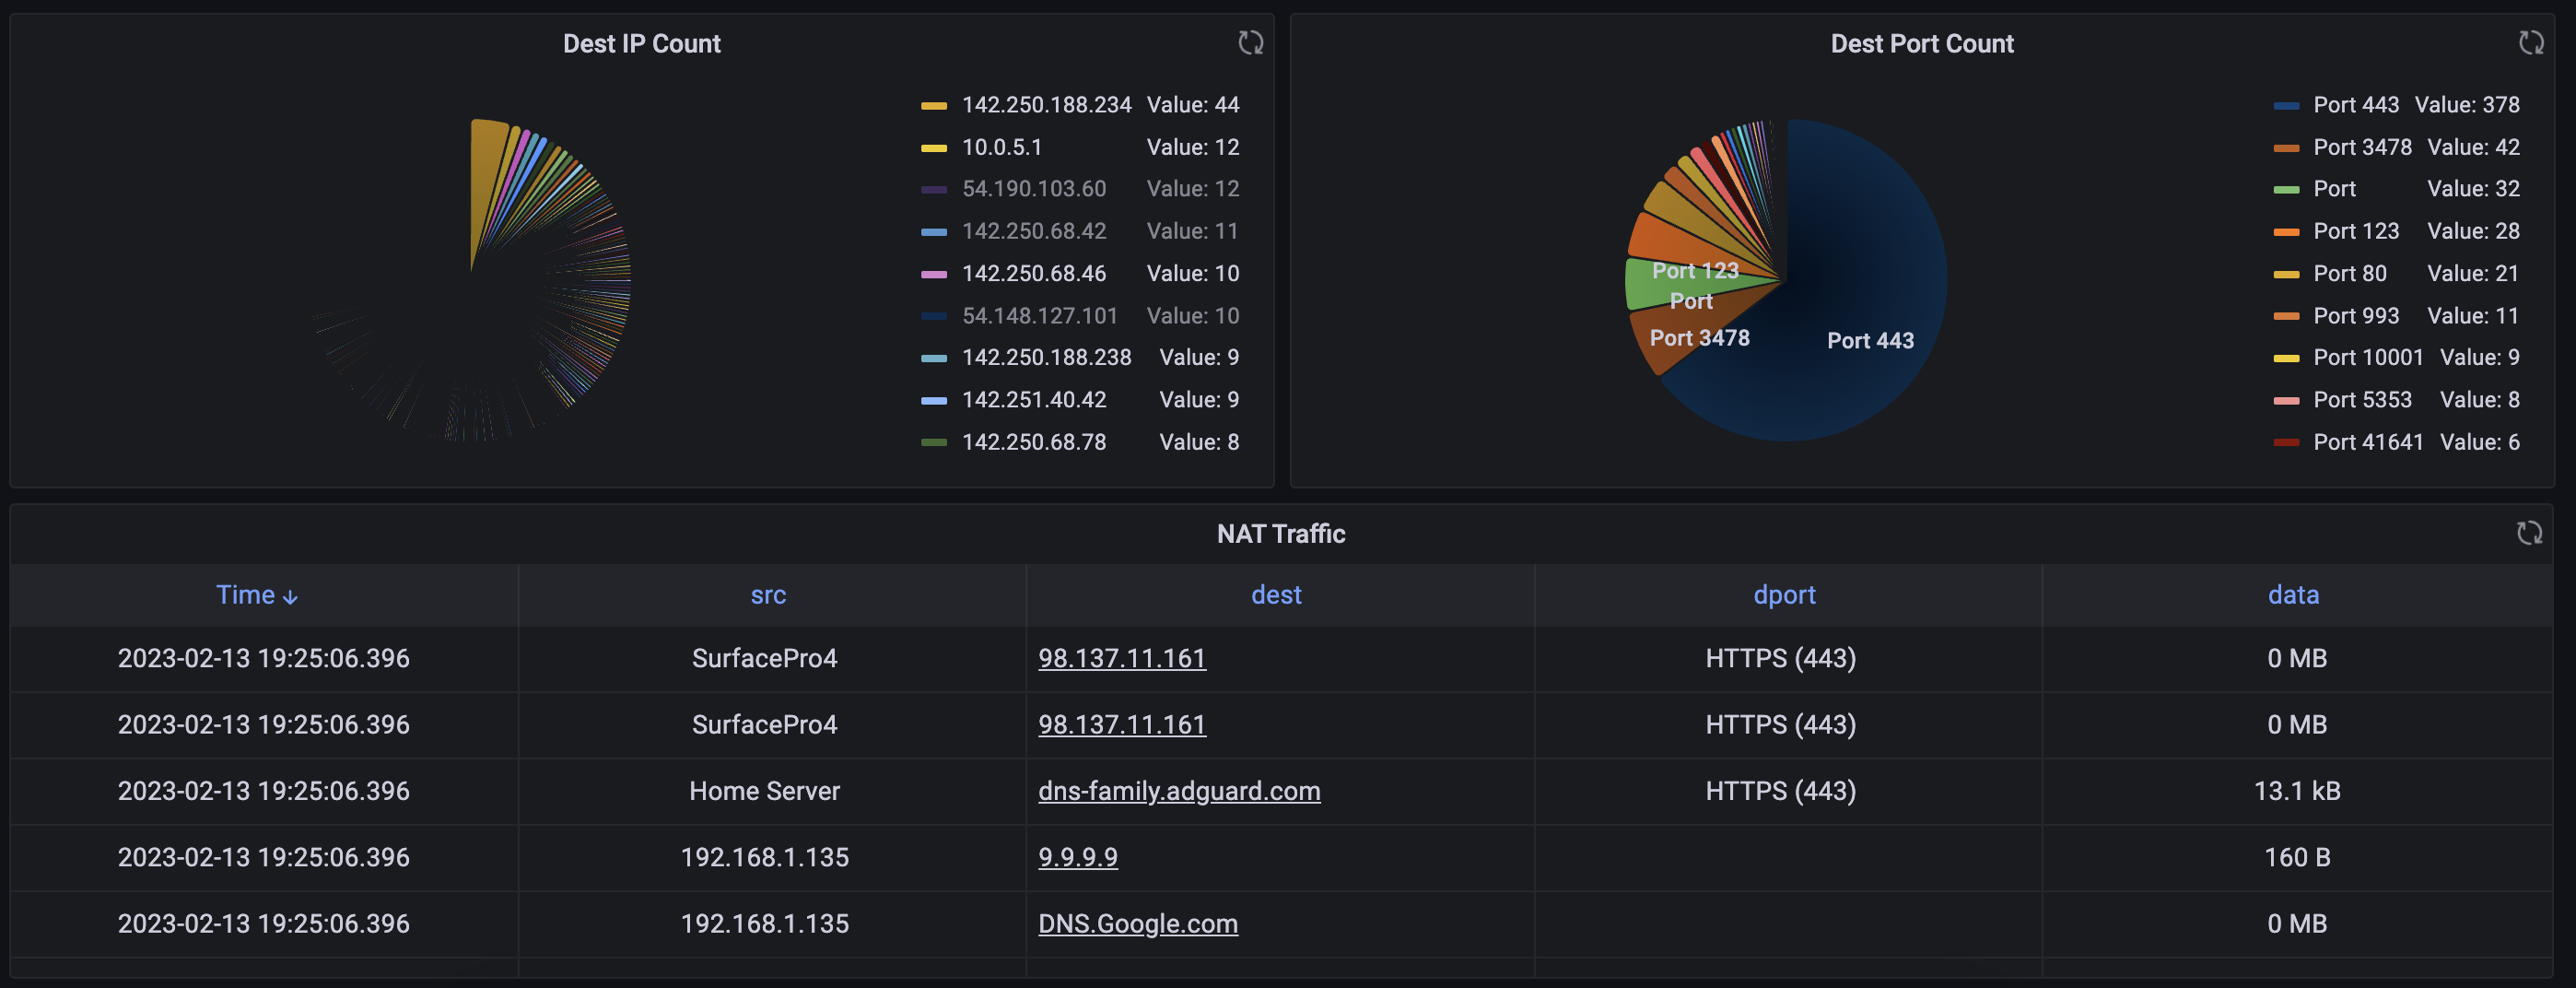 Dest IP Count
142.250.188.234 Value: 44
10.0.5.1 Value: 12
54.190.103.60 Value: 12
142.250.68.42 Value: 11
142.250.68.46 Value: 10
54.148.127.101 Value: 10
142.250.188.238 Value: 9
142.251.40.42 Value: 9
142.250.68.78 Value: 8
Dest Port Count
Port 123
Port
Port 3478
Port 443
Port 443 Value: 378
Port 3478 Value: 42
Port Value: 32
Port 123 Value: 28
Port 80 Value: 21
Port 993 Value: 11
Port 10001 Value: 9
Port 5353 Value: 8
Port 41641 Value: 6
NAT Traffic
Time ↓ src dest dport data
2023-02-13 19:25:06.396 SurfacePro4 98.137.11.161 HTTPS (443) 0 MB
2023-02-13 19:25:06.396 SurfacePro4 98.137.11.161 HTTPS (443) 0 MB
2023-02-13 19:25:06.396 Home Server dns-family.adguard.com HTTPS (443) 13.1 kB
2023-02-13 19:25:06.396 192.168.1.135 9.9.9.9 160 B
2023-02-13 19:25:06.396 192.168.1.135 DNS.Google.com 0 MB